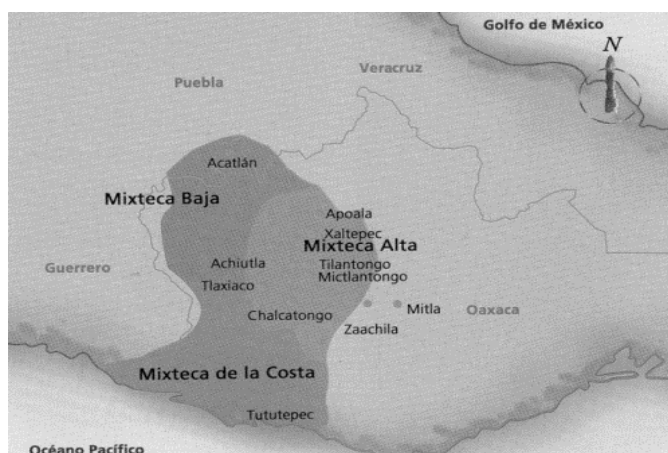 Golfo de México
N
Veracruz
Puebla
Acatlán
Mixteca Baja
Apoala
Xaltepec
Mixteca Alta
Achiutla
Tilantongo
Guerrero
Mictlantongo
Tlaxiaco
Mitla
Oaxaca
Chalcatongo
Zaachila
Mixteca de la Costa
Tututepec
Océano Pacífico